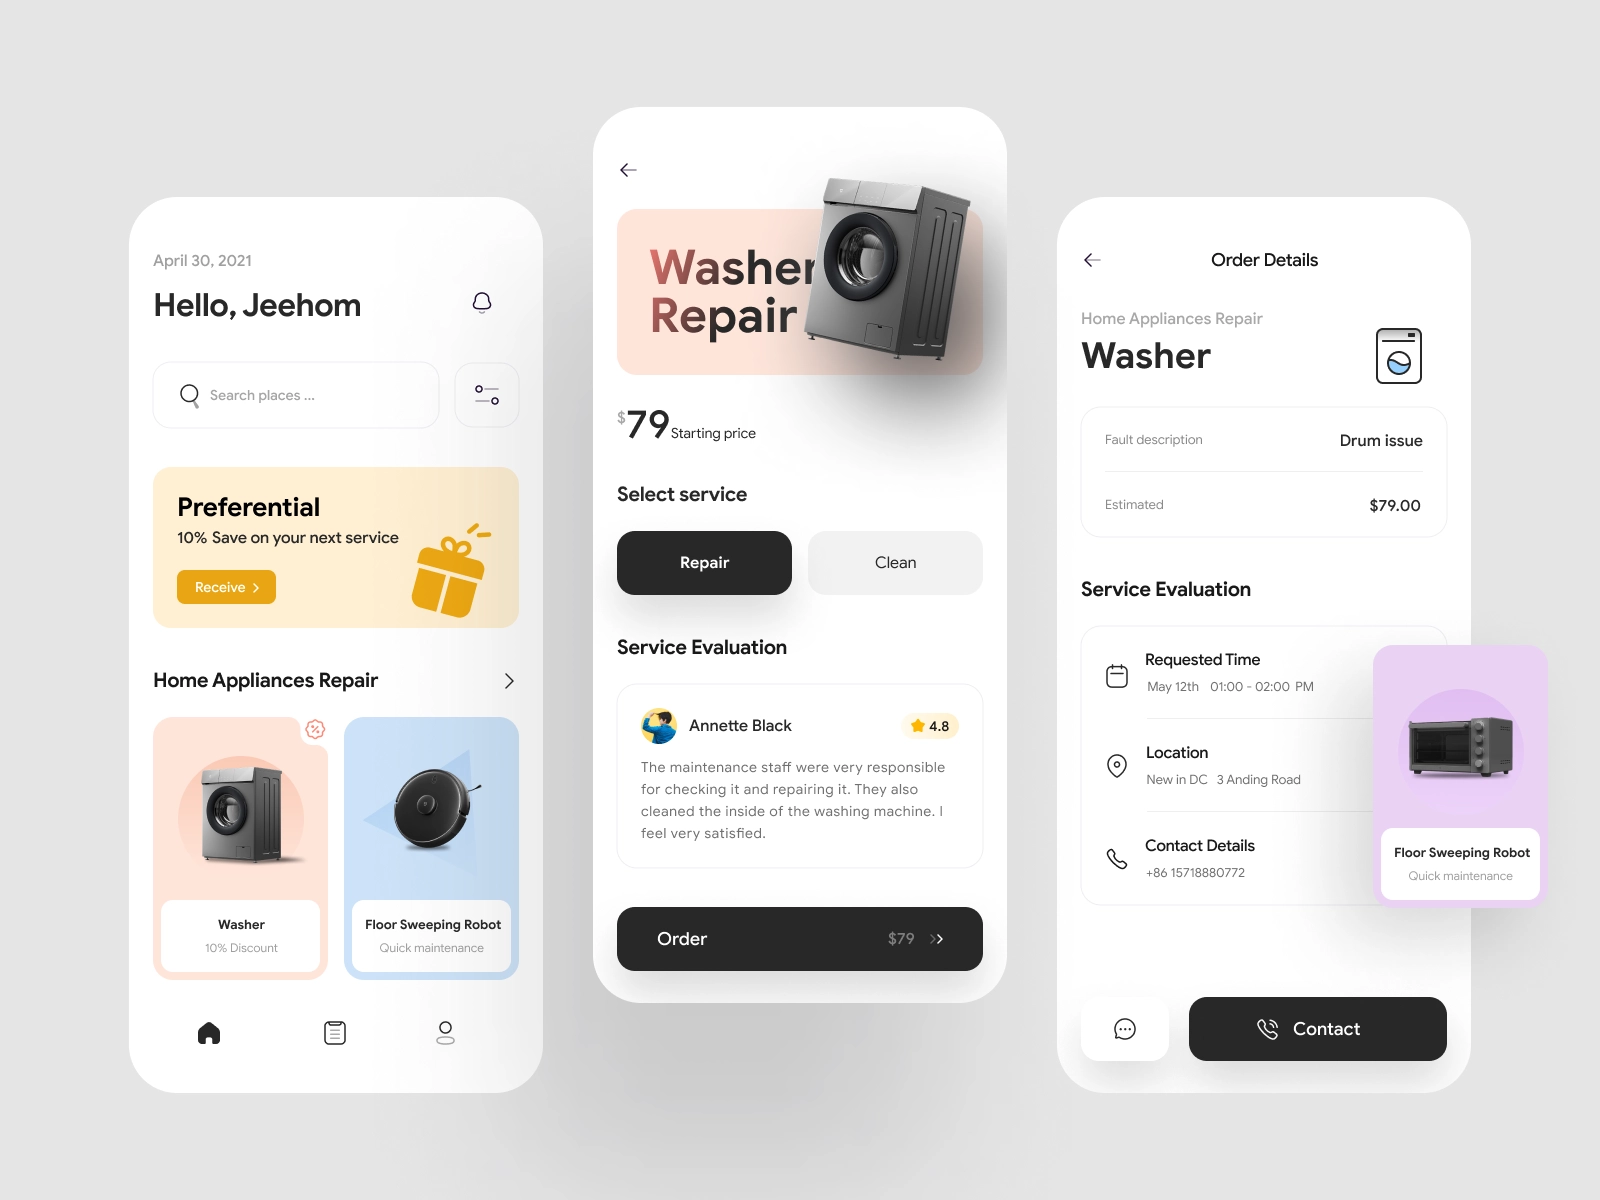 April 30, 2021
Hello, Jeehom
Search places ...
Preferential
10% Save on your next service
Receive
Home Appliances Repair
Washer
10% Discount
Floor Sweeping Robot
Quick maintenance
Washer
Repair
$79 Starting price
Select service
Repair
Clean
Service Evaluation
Annette Black
4.8
The maintenance staff were very responsible
for checking it and repairing it. They also
cleaned the inside of the washing machine. I
feel very satisfied.
Order
$79
Order Details
Home Appliances Repair
Washer
Fault description
Drum issue
Estimated
$79.00
Service Evaluation
Requested Time
May 12th 01:00 - 02:00 PM
Location
New in DC 3 Anding Road
Contact Details
+86 15718880772
Floor Sweeping Robot
Quick maintenance
Contact